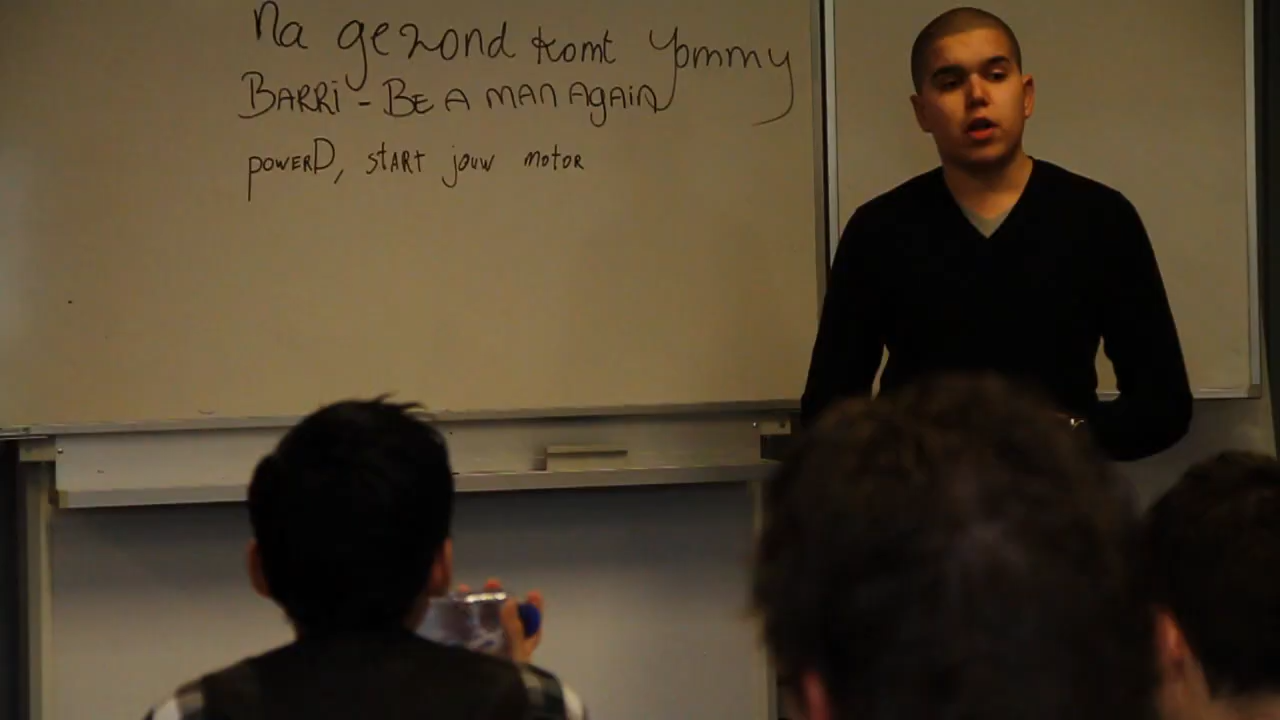 Na gezond komt Yommy
BARRi - BE A MAN AgAiN
powerD, START jouw motor